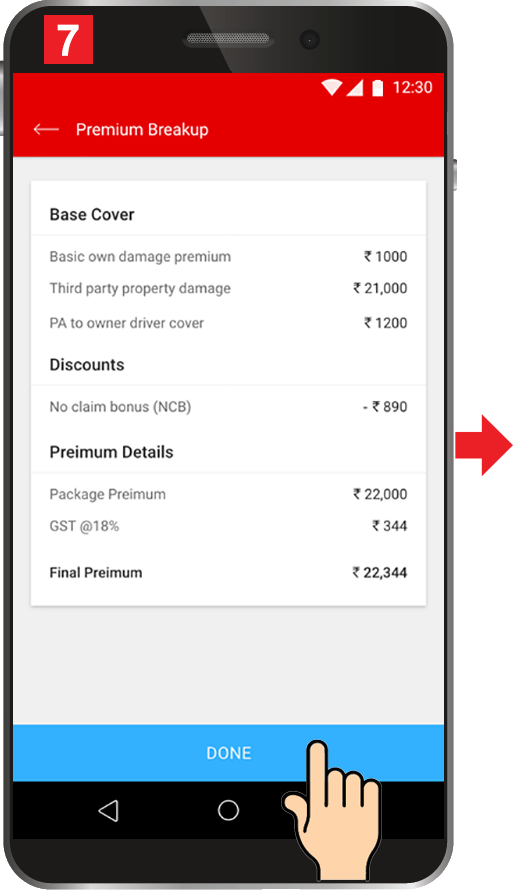 7
12:30
Premium Breakup
Base Cover
Basic own damage premium ₹ 1000
Third party property damage ₹ 21,000
PA to owner driver cover ₹ 1200
Discounts
No claim bonus (NCB) - ₹ 890
Preimum Details
Package Preimum ₹ 22,000
GST @18% ₹ 344
Final Preimum ₹ 22,344
DONE